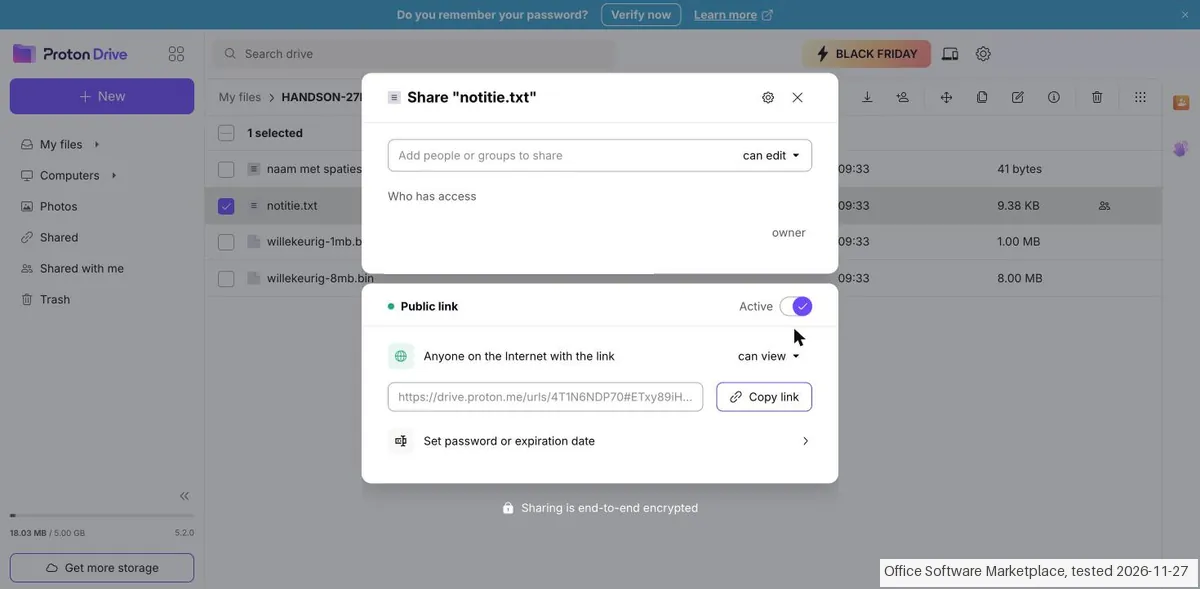 Do you remember your password? Verify now Learn more
Proton Drive
Search drive
BLACK FRIDAY
New
My files
Computers
Photos
Shared
Shared with me
Trash
18.03 MB / 5.00 GB 5.2.0
Get more storage
My files > HANDSON-27
1 selected
naam met spaties 09:33 41 bytes
notitie.txt 09:33 9.38 KB
willekeurig-1mb.b 09:33 1.00 MB
willekeurig-8mb.bin 09:33 8.00 MB
Share "notitie.txt"
Add people or groups to share can edit
Who has access
owner
Public link Active
Anyone on the Internet with the link can view
https://drive.proton.me/urls/4T1N6NDP70#ETxy89iH... Copy link
Set password or expiration date
Sharing is end-to-end encrypted
Office Software Marketplace, tested 2026-11-27